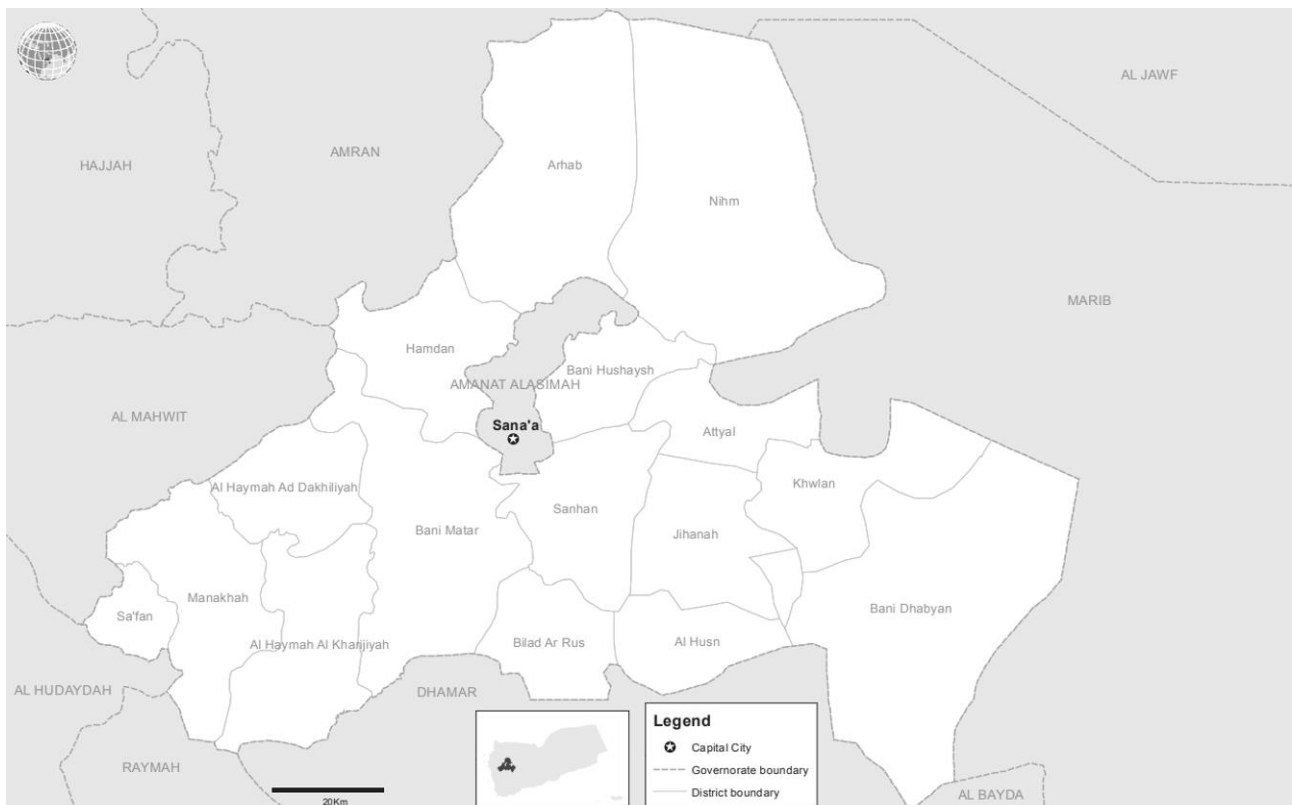 AL JAWF
AMRAN
HAJJAH
Arhab
Nihm
MARIB
Hamdan
Bani Hushaysh
AMANAT ALASIMAH
AL MAHWIT
Sana'a
Attyal
Al Haymah Ad Dakhiliyah
Khwlan
Sanhan
Bani Matar
Jihanah
Manakhah
Bani Dhabyan
Sa'fan
Al Haymah Al Kharijiyah
Bilad Ar Rus
Al Husn
AL HUDAYDAH
DHAMAR
Legend
Capital City
RAYMAH
Governorate boundary
District boundary
AL BAYDA
20Km